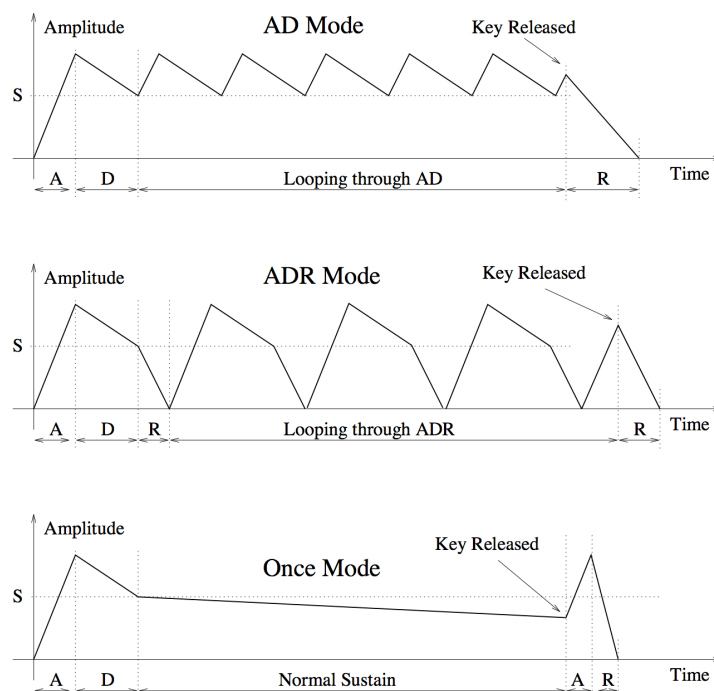 Amplitude
AD Mode
Key Released
S
A
D
Looping through AD
R
Time
Amplitude
ADR Mode
Key Released
S
A
D
R
Looping through ADR
R
Time
Amplitude
Key Released
Once Mode
S
A
D
Normal Sustain
A
R
Time